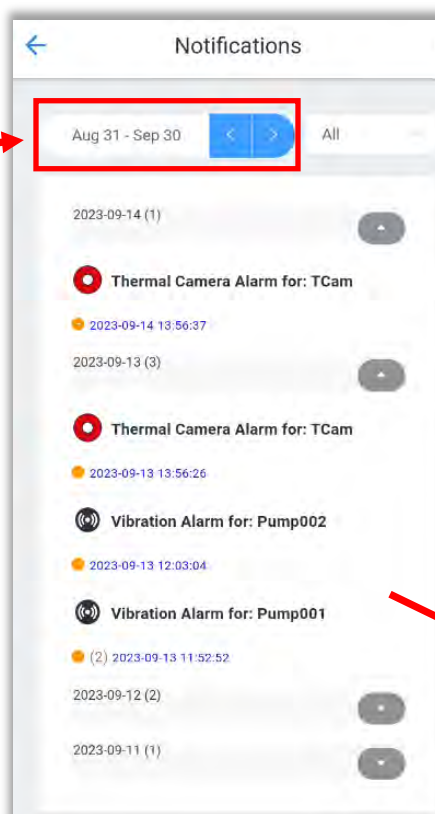 Notifications
Aug 31 - Sep 30 < > All
2023-09-14 (1)
Thermal Camera Alarm for: TCam
2023-09-14 13:56:37
2023-09-13 (3)
Thermal Camera Alarm for: TCam
2023-09-13 13:56:26
Vibration Alarm for: Pump002
2023-09-13 12:03:04
Vibration Alarm for: Pump001
(2) 2023-09-13 11:52:52
2023-09-12 (2)
2023-09-11 (1)